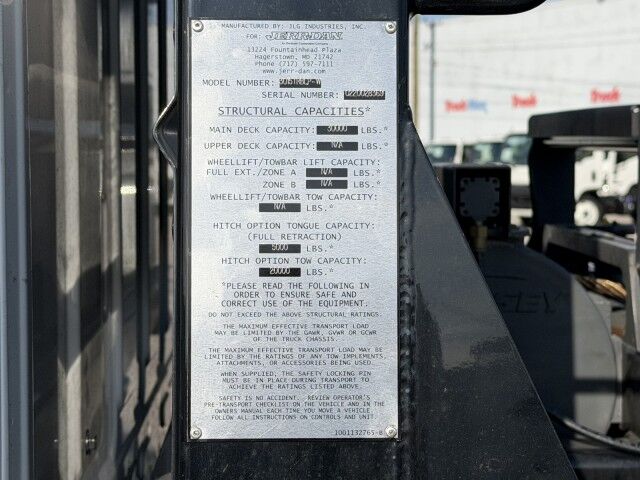 MANUFACTURED BY: JLG INDUSTRIES, INC.
FOR: JERR-DAN
13224 Fountainhead Plaza
Hagerstown, MD 21742
Phone (717) 597-7111
www.jerr-dan.com
MODEL NUMBER:
SERIAL NUMBER:
STRUCTURAL CAPACITIES*
MAIN DECK CAPACITY: 30000 LBS.*
UPPER DECK CAPACITY: N/A LBS.*
WHEELLIFT/TOWBAR LIFT CAPACITY:
FULL EXT./ZONE A N/A LBS.*
ZONE B N/A LBS.*
WHEELLIFT/TOWBAR TOW CAPACITY:
N/A LBS.*
HITCH OPTION TONGUE CAPACITY:
(FULL RETRACTION)
5000 LBS.*
HITCH OPTION TOW CAPACITY:
20000 LBS.*
*PLEASE READ THE FOLLOWING IN
ORDER TO ENSURE SAFE AND
CORRECT USE OF THE EQUIPMENT.
DO NOT EXCEED THE ABOVE STRUCTURAL RATINGS.
THE MAXIMUM EFFECTIVE TRANSPORT LOAD
MAY BE LIMITED BY THE GAWR, GVWR OR GCWR
OF THE TRUCK CHASSIS
THE MAXIMUM EFFECTIVE TRANSPORT LOAD MAY BE
LIMITED BY THE RATINGS OF ANY TOW IMPLEMENTS,
ATTACHMENTS, OR ACCESSORIES BEING USED.
WHEN SUPPLIED; THE SAFETY LOCKING PIN
MUST BE IN PLACE DURING TRANSPORT TO
ACHIEVE THE RATINGS LISTED ABOVE.
SAFETY IS NO ACCIDENT. REVIEW OPERATOR'S
PRE-TRANSPORT CHECKLIST ON THE VEHICLE AND IN THE
OWNERS MANUAL EACH TIME YOU MOVE A VEHICLE
FOLLOW ALL INSTRUCTIONS ON CONTROLS AND UNIT.
1001132765-B